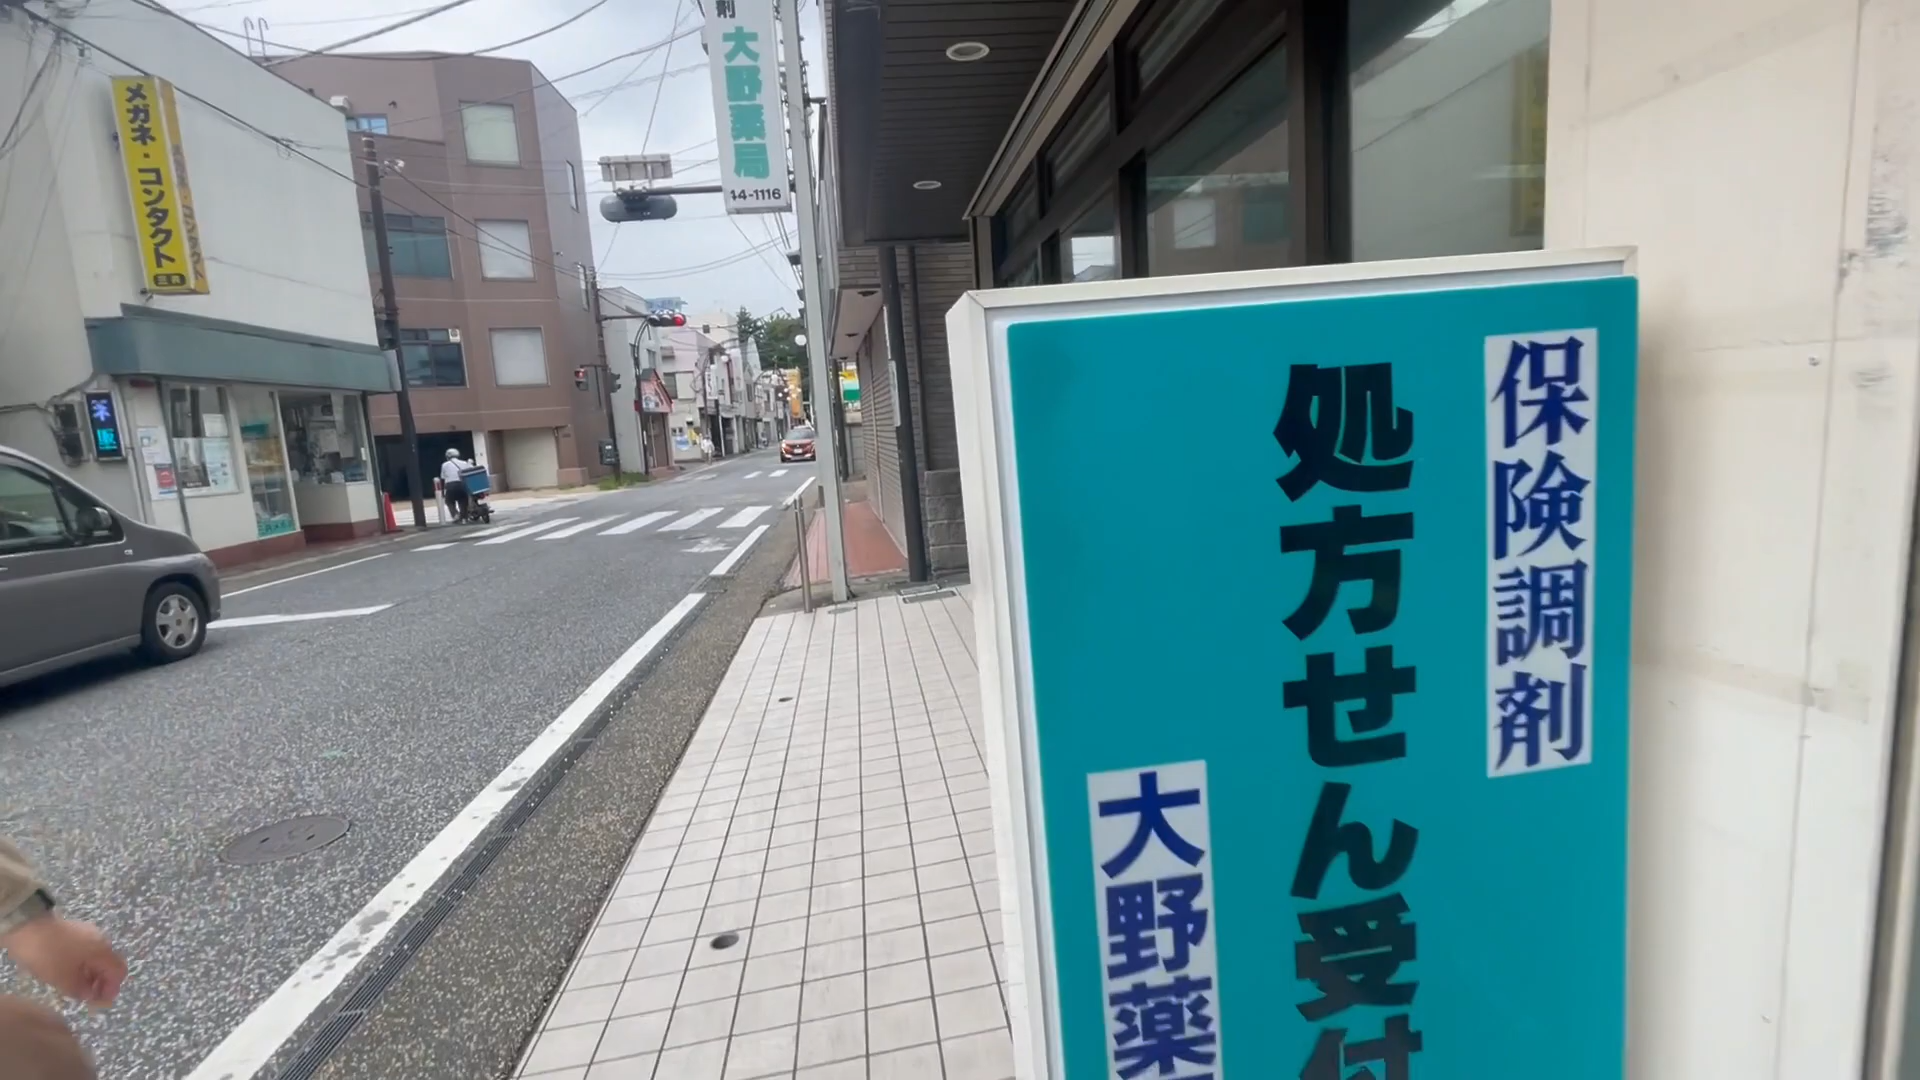 メガネ・コンタクト
剤
大野薬局
44-1116
保険調剤
処方せん受付
大野薬